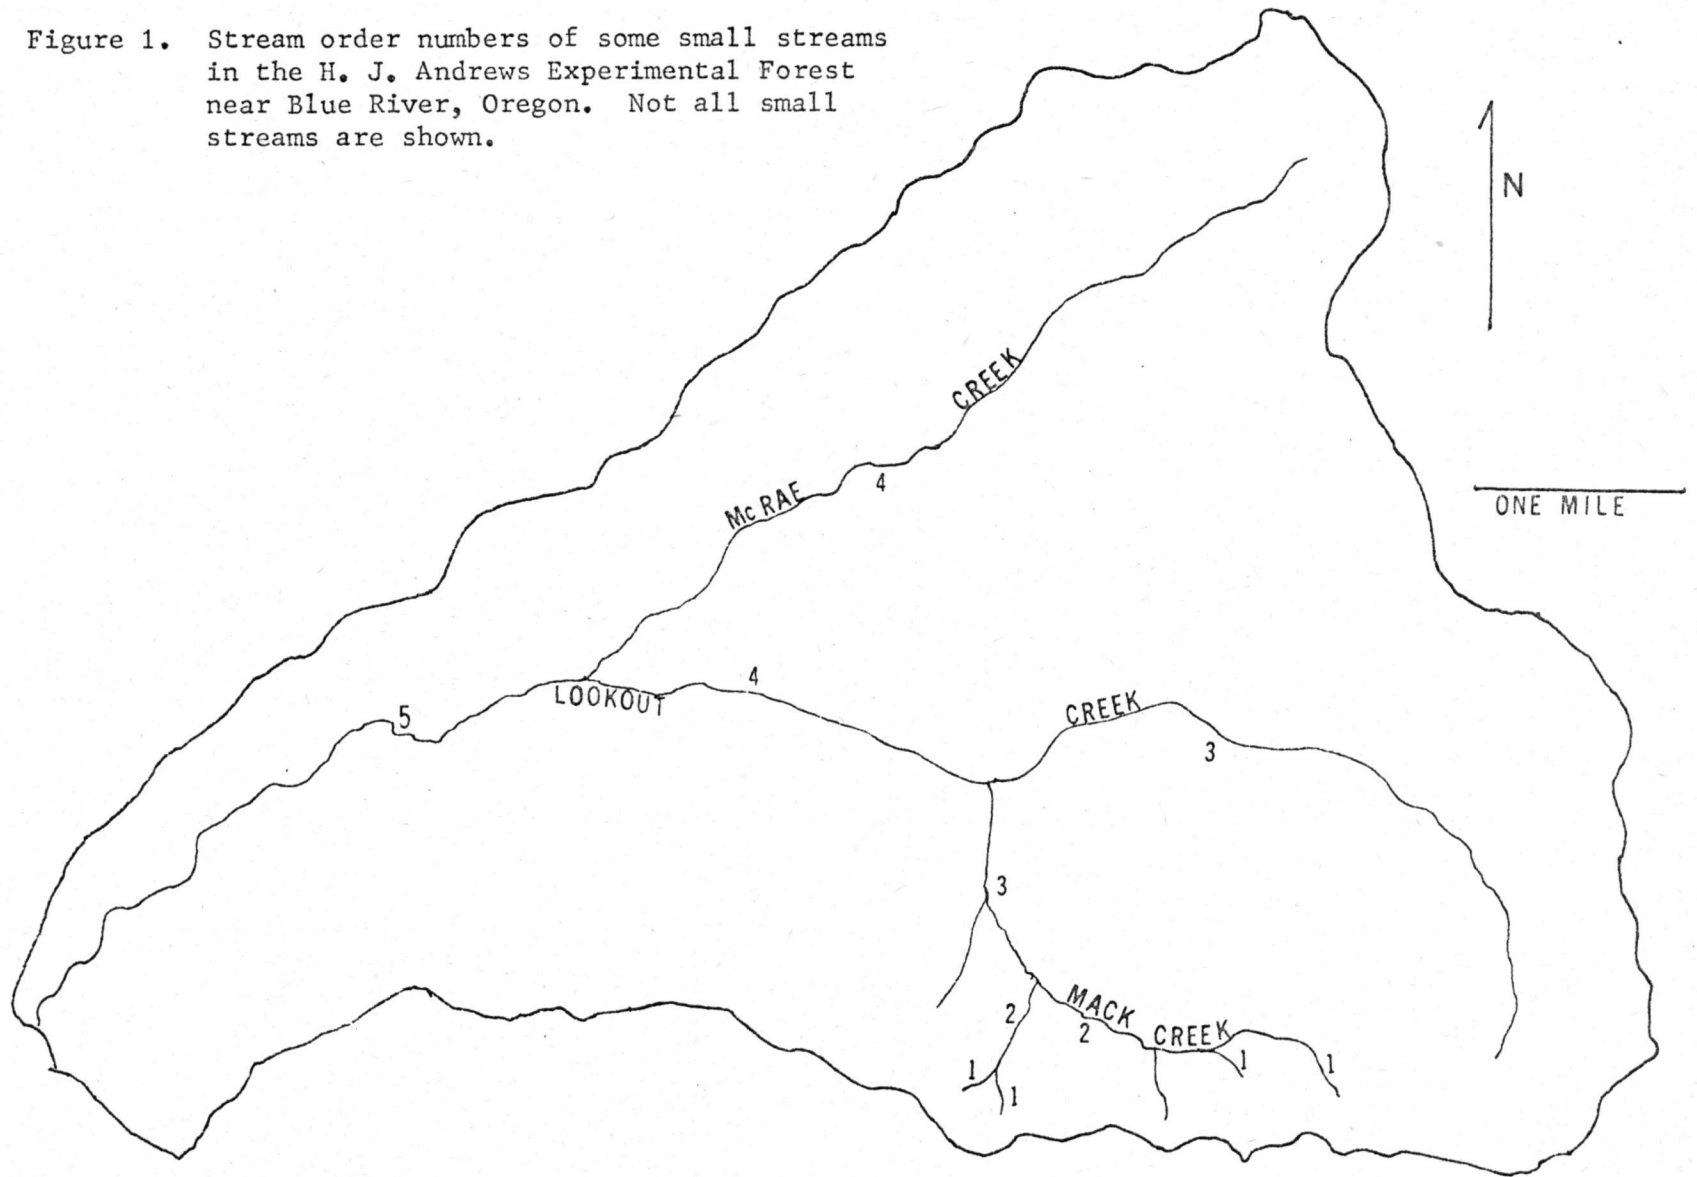 Figure 1. Stream order numbers of some small streams
in the H. J. Andrews Experimental Forest
near Blue River, Oregon. Not all small
streams are shown.
N
CREEK
4
Mc RAE
ONE MILE
4
LOOKOUT
5
CREEK
3
3
MACK
2
2
CREEK
1
1
1
1